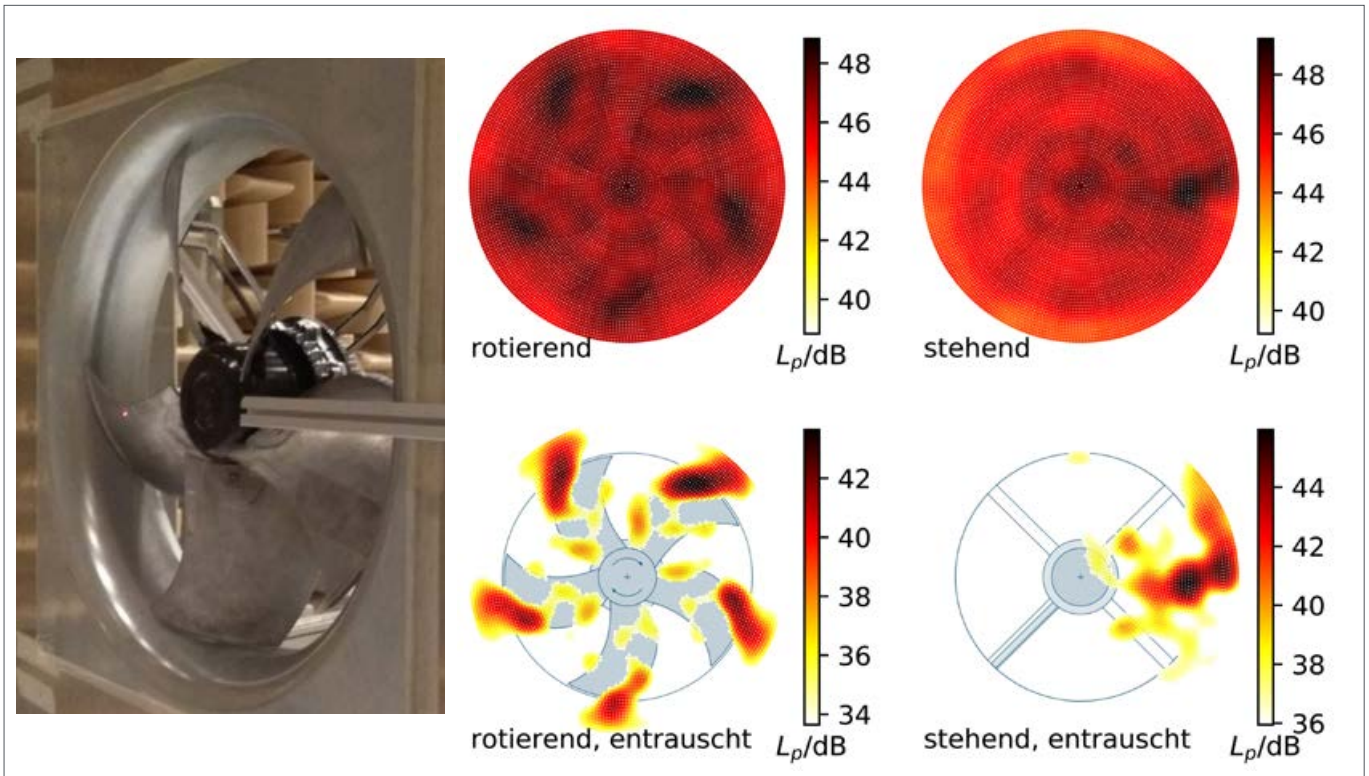 48
46
44
42
40
rotierend
L_p/dB
48
46
44
42
40
stehend
L_p/dB
42
40
38
36
34
rotierend, entrauscht
L_p/dB
44
42
40
38
36
stehend, entrauscht
L_p/dB